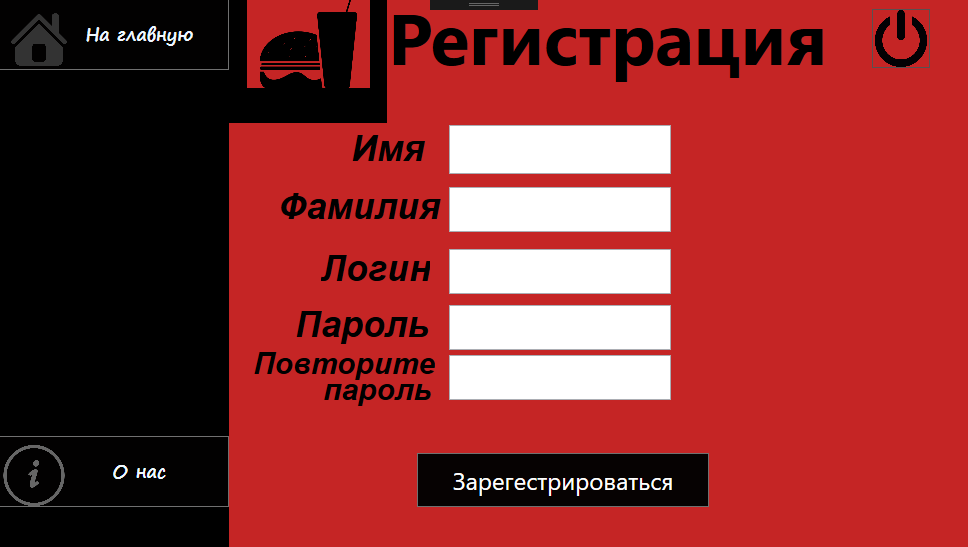 На главную
Регистрация
Имя
Фамилия
Логин
Пароль
Повторите
пароль
О нас
Зарегестрироваться